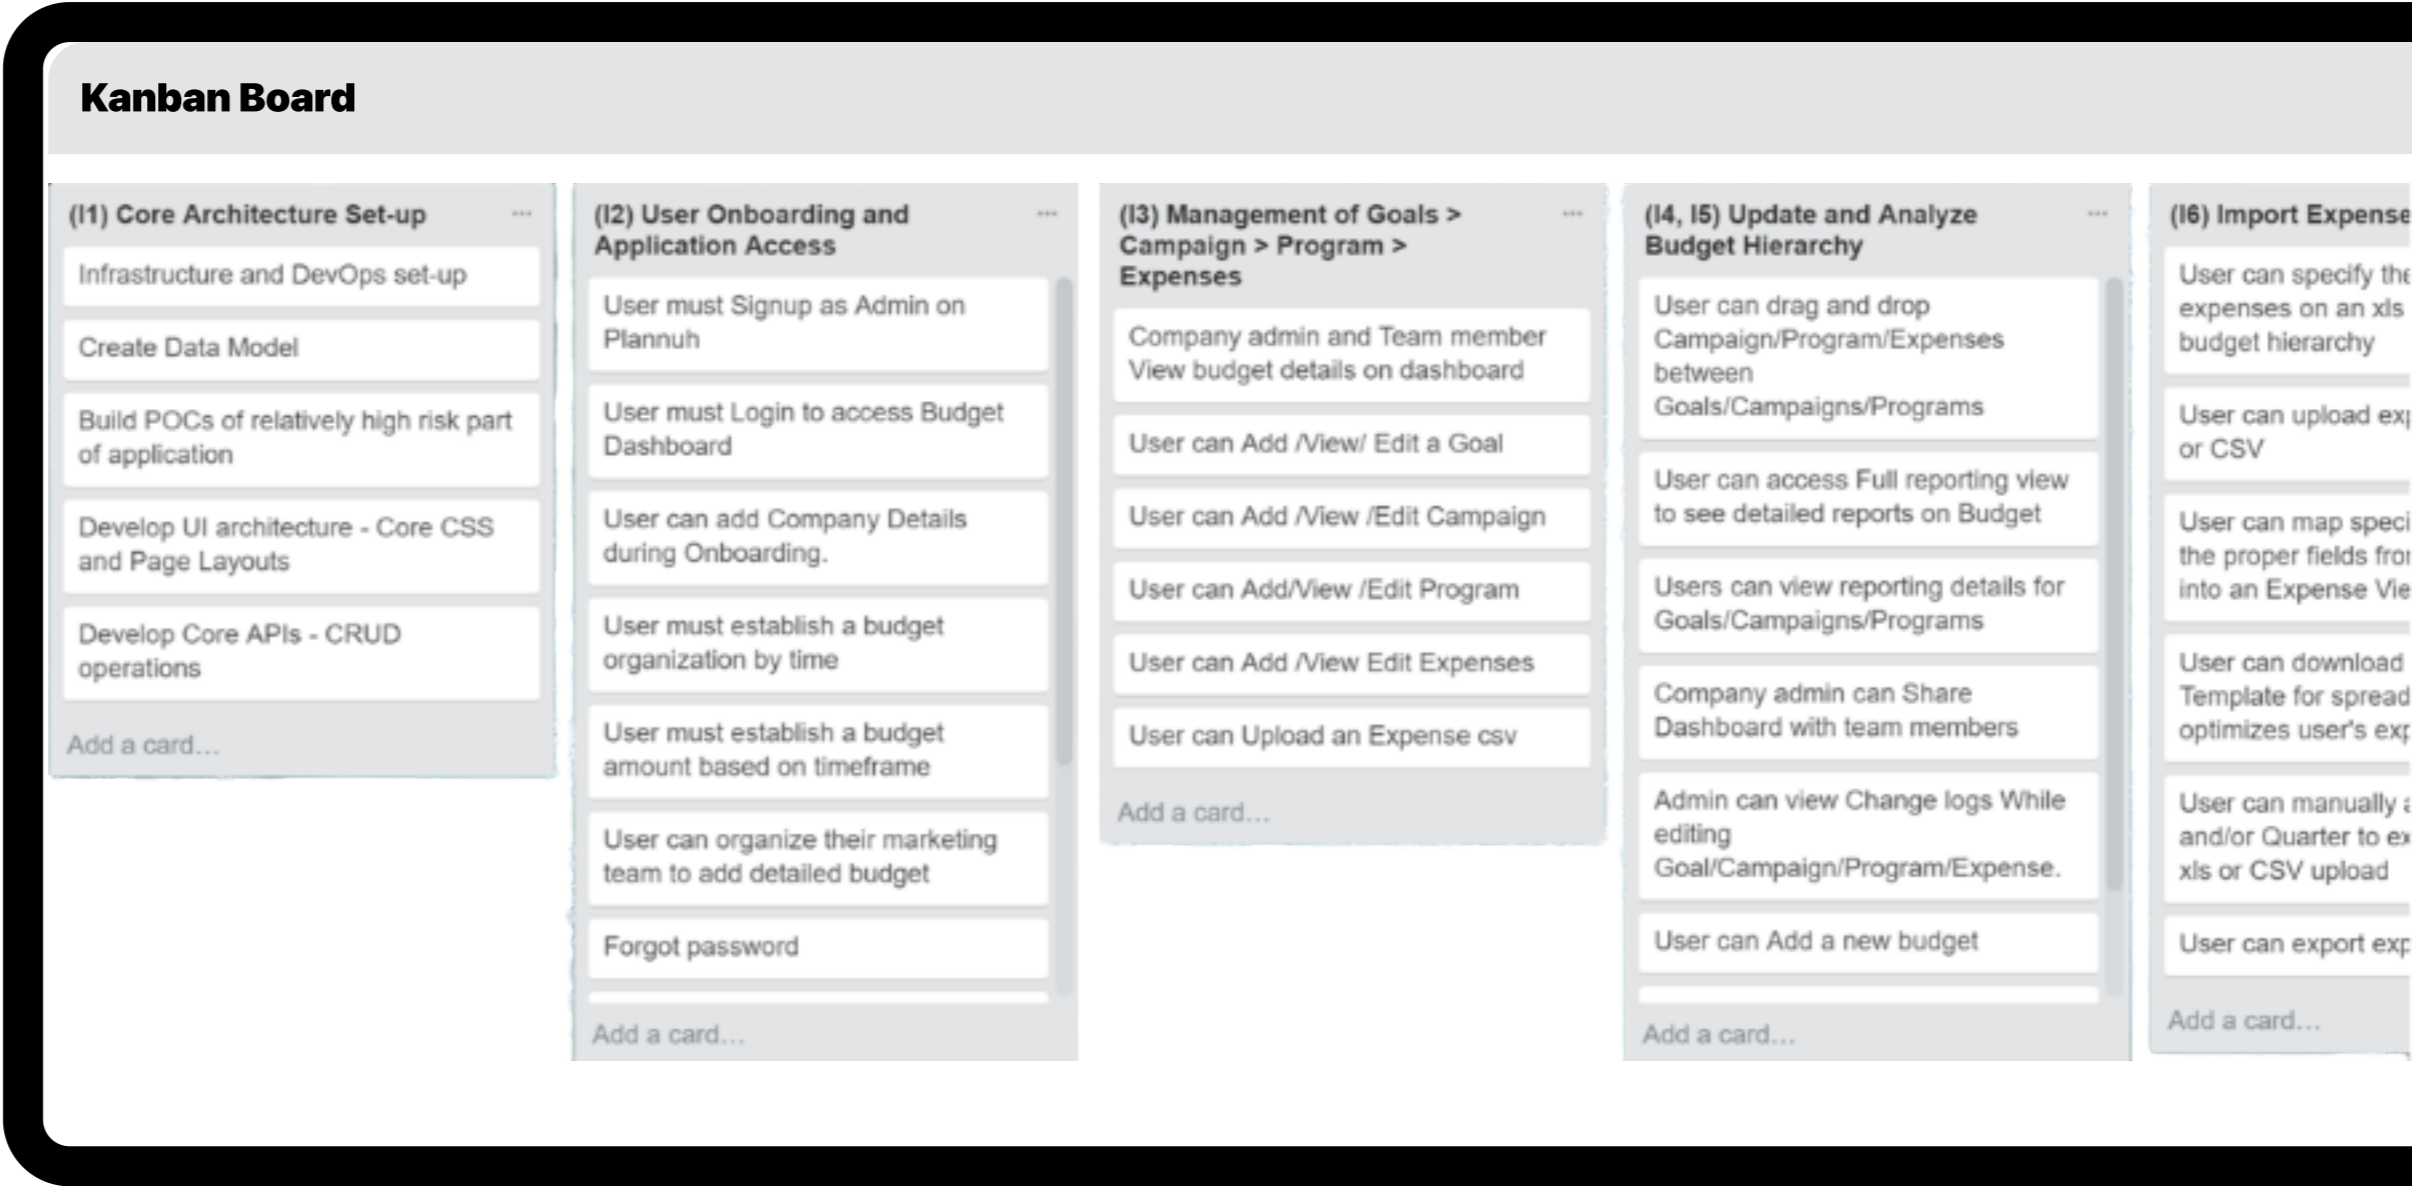 Kanban Board
(I1) Core Architecture Set-up
Infrastructure and DevOps set-up
Create Data Model
Build POCs of relatively high risk part
of application
Develop UI architecture - Core CSS
and Page Layouts
Develop Core APIs - CRUD
operations
Add a card...
(I2) User Onboarding and
Application Access
User must Signup as Admin on
Plannuh
User must Login to access Budget
Dashboard
User can add Company Details
during Onboarding.
User must establish a budget
organization by time
User must establish a budget
amount based on timeframe
User can organize their marketing
team to add detailed budget
Forgot password
Add a card...
(I3) Management of Goals >
Campaign > Program >
Expenses
Company admin and Team member
View budget details on dashboard
User can Add /View/ Edit a Goal
User can Add /View /Edit Campaign
User can Add/View /Edit Program
User can Add /View Edit Expenses
User can Upload an Expense csv
Add a card...
(I4, I5) Update and Analyze
Budget Hierarchy
User can drag and drop
Campaign/Program/Expenses
between
Goals/Campaigns/Programs
User can access Full reporting view
to see detailed reports on Budget
Users can view reporting details for
Goals/Campaigns/Programs
Company admin can Share
Dashboard with team members
Admin can view Change logs While
editing
Goal/Campaign/Program/Expense.
User can Add a new budget
Add a card...
(I6) Import Expense
User can specify
expenses on an xls
budget hierarchy
User can upload
or CSV
User can map
the proper fields
into an Expense
User can download
Template for
optimizes user's
User can manually
and/or Quarter to
xls or CSV upload
User can export
Add a card...